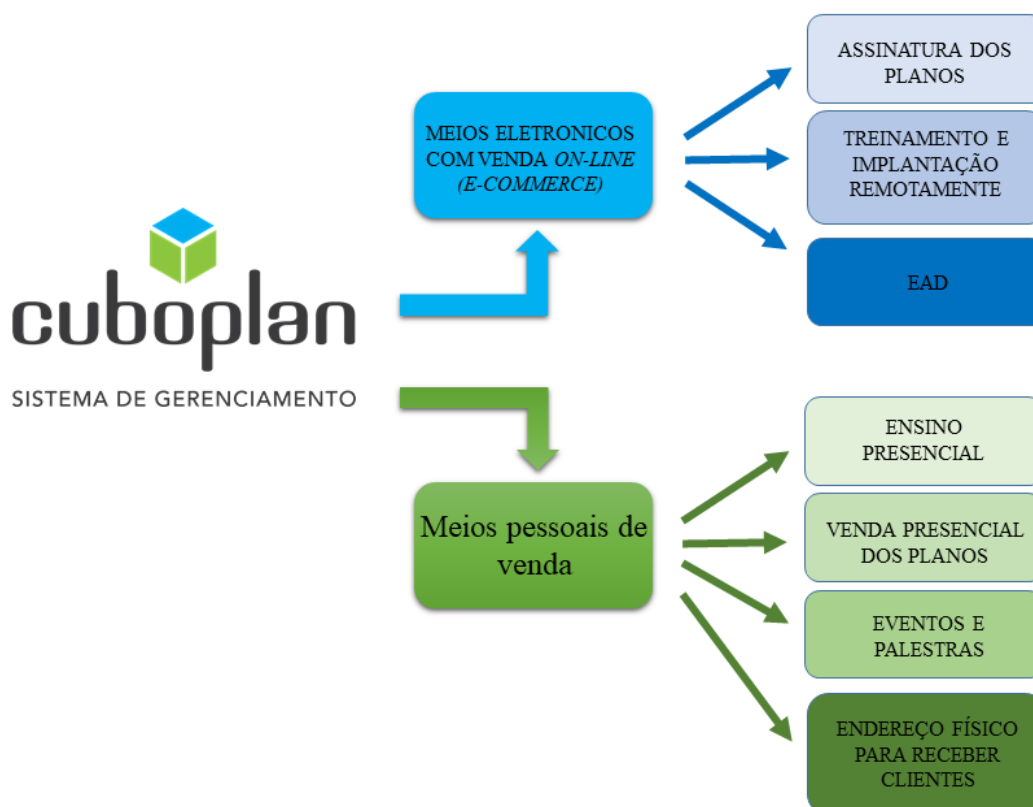 cuboplan
SISTEMA DE GERENCIAMENTO
MEIOS ELETRONICOS
COM VENDA ON-LINE
(E-COMMERCE)
ASSINATURA DOS
PLANOS
TREINAMENTO E
IMPLANTAÇÃO
REMOTAMENTE
EAD
Meios pessoais de
venda
ENSINO
PRESENCIAL
VENDA PRESENCIAL
DOS PLANOS
EVENTOS E
PALESTRAS
ENDEREÇO FÍSICO
PARA RECEBER
CLIENTES